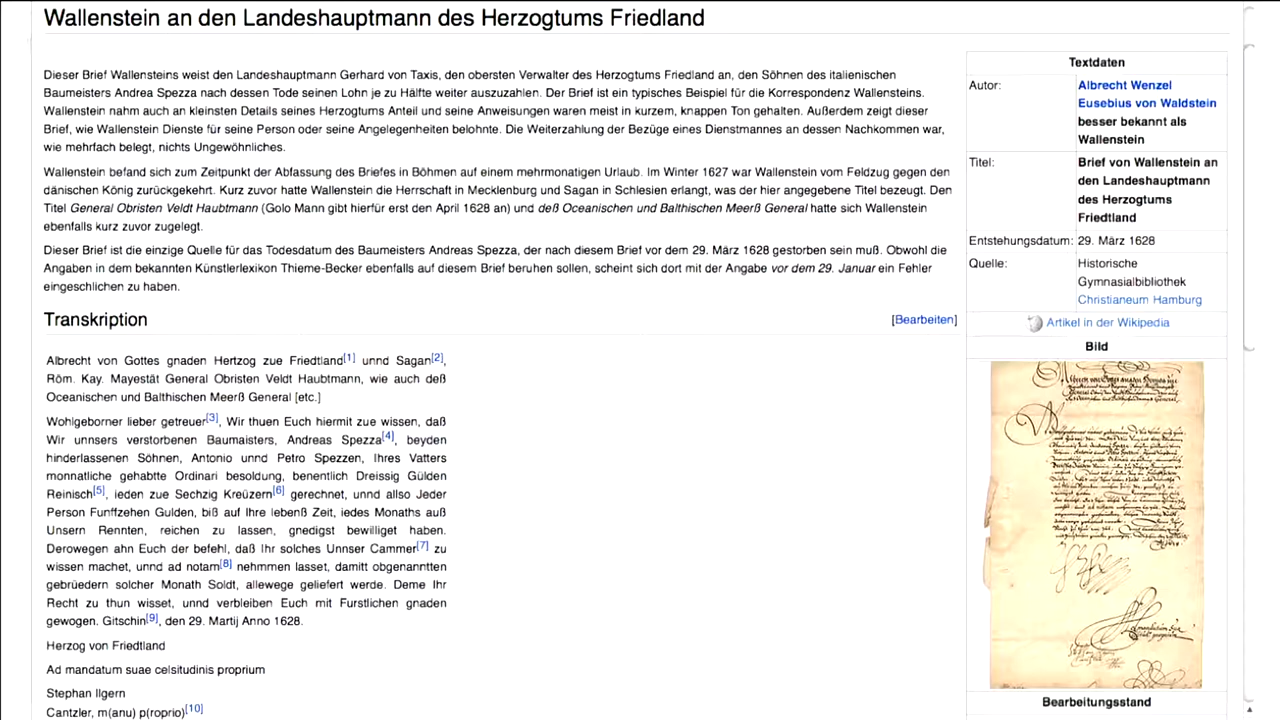 Wallenstein an den Landeshauptmann des Herzogtums Friedland
Dieser Brief Wallensteins weist den Landeshauptmann Gerhard von Taxis, den obersten Verwalter des Herzogtums Friedland an, den Söhnen des italienischen
Baumeisters Andrea Spezza nach dessen Tode seinen Lohn je zu Hälfte weiter auszuzahlen. Der Brief ist ein typisches Beispiel für die Korrespondenz Wallensteins.
Wallenstein nahm auch an kleinsten Details seines Herzogtums Anteil und seine Anweisungen waren meist in kurzem, knappen Ton gehalten. Außerdem zeigt dieser
Brief, wie Wallenstein Dienste für seine Person oder seine Angelegenheiten belohnte. Die Weiterzahlung der Bezüge eines Dienstmannes an dessen Nachkommen war,
wie mehrfach belegt, nichts Ungewöhnliches.
Wallenstein befand sich zum Zeitpunkt der Abfassung des Briefes in Böhmen auf einem mehrmonatigen Urlaub. Im Winter 1627 war Wallenstein vom Feldzug gegen den
dänischen König zurückgekehrt. Kurz zuvor hatte Wallenstein die Herrschaft in Mecklenburg und Sagan in Schlesien erlangt, was der hier angegebene Titel bezeugt. Den
Titel General Obristen Veldt Haubtmann (Golo Mann gibt hierfür erst den April 1628 an) und deß Oceanischen und Balthischen Meerß General hatte sich Wallenstein
ebenfalls kurz zuvor zugelegt.
Dieser Brief ist die einzige Quelle für das Todesdatum des Baumeisters Andreas Spezza, der nach diesem Brief vor dem 29. März 1628 gestorben sein muß. Obwohl die
Angaben in dem bekannten Künstlerlexikon Thieme-Becker ebenfalls auf diesem Brief beruhen sollen, scheint sich dort mit der Angabe vor dem 29. Januar ein Fehler
eingeschlichen zu haben.
Transkription [Bearbeiten]
Albrecht von Gottes gnaden Hertzog zue Friedtland[1] unnd Sagan[2],
Röm. Kay. Mayestät General Obristen Veldt Haubtmann, wie auch deß
Oceanischen und Balthischen Meerß General [etc.]
Wohlgeborner lieber getreuer[3], Wir thuen Euch hiermit zue wissen, daß
Wir unnsers verstorbenen Baumaisters, Andreas Spezza[4], beyden
hinderlassenen Söhnen, Antonio unnd Petro Spezzen, Ihres Vatters
monnatliche gehabtte Ordinari besoldung, benentlich Dreissig Gülden
Reinisch[5], ieden zue Sechzig Kreüzern[6] gerechnet, unnd allso Jeder
Person Funffzehen Gulden, biß auf Ihre lebenß Zeit, iedes Monaths auß
Unsern Rennten, reichen zu lassen, gnedigst bewilliget haben.
Derowegen ahn Euch der befehl, daß Ihr solches Unnser Cammer[7] zu
wissen machet, unnd ad notam[8] nehmmen lasset, damitt obgenanntten
gebrüedern solcher Monath Soldt, allewege geliefert werde. Deme Ihr
Recht zu thun wisset, unnd verbleiben Euch mit Furstlichen gnaden
gewogen. Gitschin[9], den 29. Martij Anno 1628.
Herzog von Friedtland
Ad mandatum suae celsitudinis proprium
Stephan Ilgern
Cantzler, m(anu) p(roprio)[10]
Textdaten
Autor: Albrecht Wenzel
Eusebius von Waldstein
besser bekannt als
Wallenstein
Titel: Brief von Wallenstein an
den Landeshauptmann
des Herzogtums
Friedtland
Entstehungsdatum: 29. März 1628
Quelle: Historische
Gymnasialbibliothek
Christianeum Hamburg
Artikel in der Wikipedia
Bild
Bearbeitungsstand